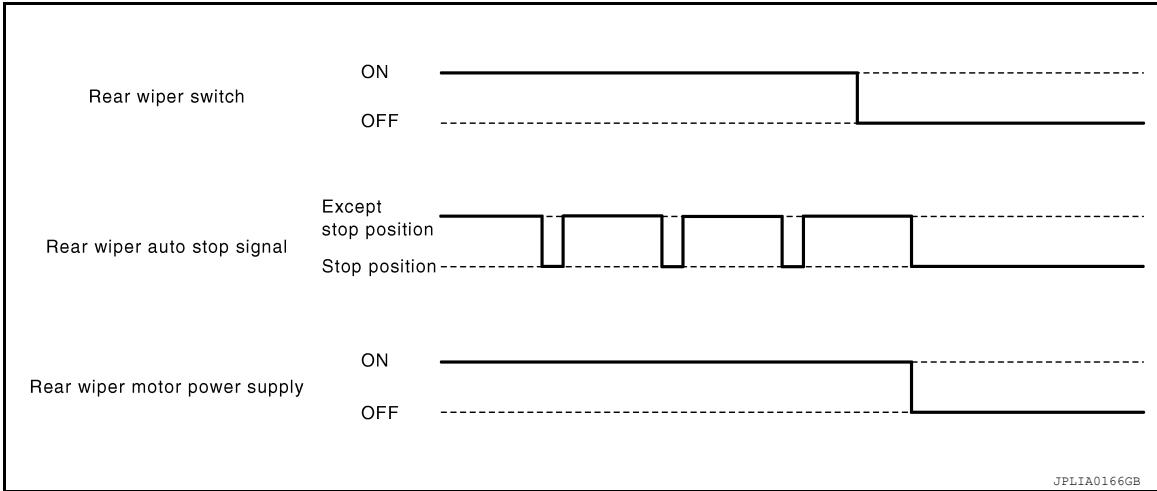 ON
Rear wiper switch
OFF
Except
stop position
Rear wiper auto stop signal
Stop position
ON
Rear wiper motor power supply
OFF
JPLIA0166GB